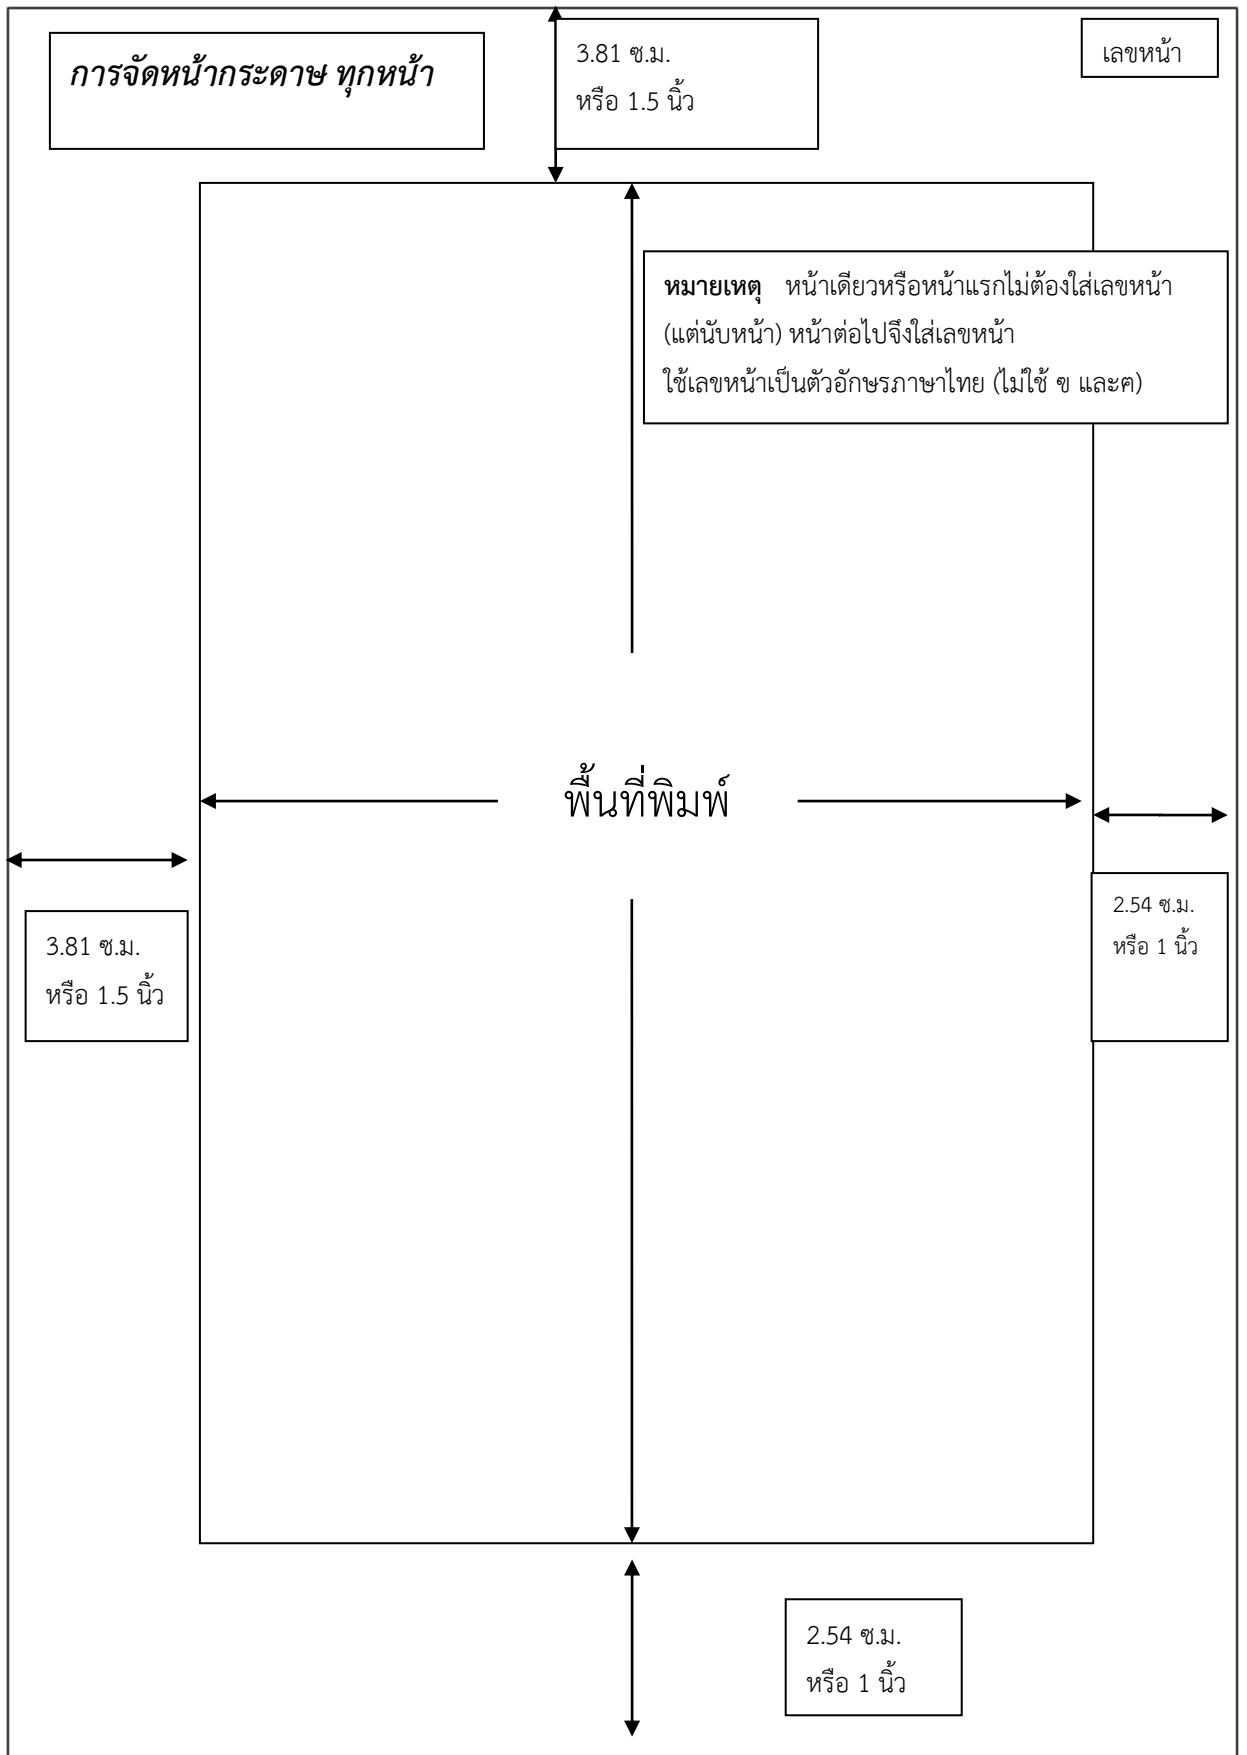 การจัดหน้ากระดาษ ทุกหน้า
3.81 ซ.ม.
หรือ 1.5 นิ้ว
เลขหน้า
หมายเหตุ หน้าเดียวหรือหน้าแรกไม่ต้องใส่เลขหน้า
(แต่นับหน้า) หน้าต่อไปจึงใส่เลขหน้า
ใช้เลขหน้าเป็นตัวอักษรภาษาไทย (ไม่ใช้ ฃ และฅ)
พื้นที่พิมพ์
3.81 ซ.ม.
หรือ 1.5 นิ้ว
2.54 ซ.ม.
หรือ 1 นิ้ว
2.54 ซ.ม.
หรือ 1 นิ้ว